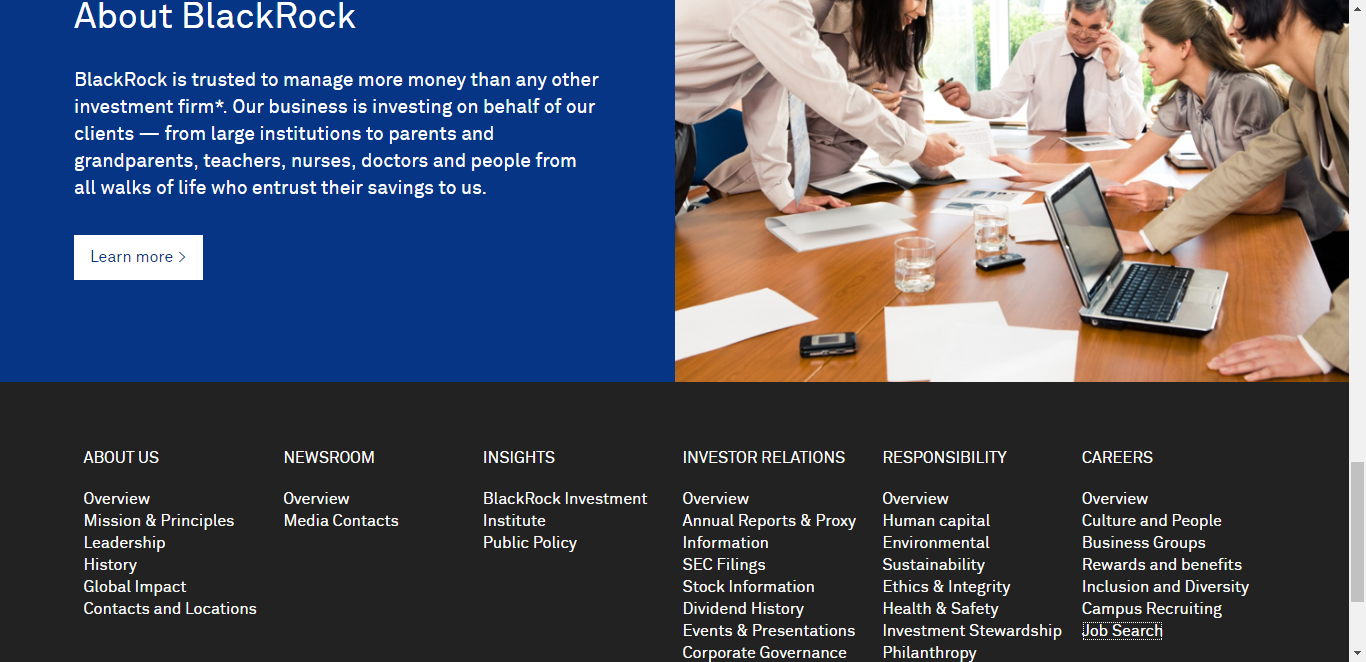 About BlackRock
BlackRock is trusted to manage more money than any other
investment firm*. Our business is investing on behalf of our
clients — from large institutions to parents and
grandparents, teachers, nurses, doctors and people from
all walks of life who entrust their savings to us.
Learn more >
ABOUT US
Overview
Mission & Principles
Leadership
History
Global Impact
Contacts and Locations
NEWSROOM
Overview
Media Contacts
INSIGHTS
BlackRock Investment
Institute
Public Policy
INVESTOR RELATIONS
Overview
Annual Reports & Proxy
Information
SEC Filings
Stock Information
Dividend History
Events & Presentations
Corporate Governance
RESPONSIBILITY
Overview
Human capital
Environmental
Sustainability
Ethics & Integrity
Health & Safety
Investment Stewardship
Philanthropy
CAREERS
Overview
Culture and People
Business Groups
Rewards and benefits
Inclusion and Diversity
Campus Recruiting
Job Search